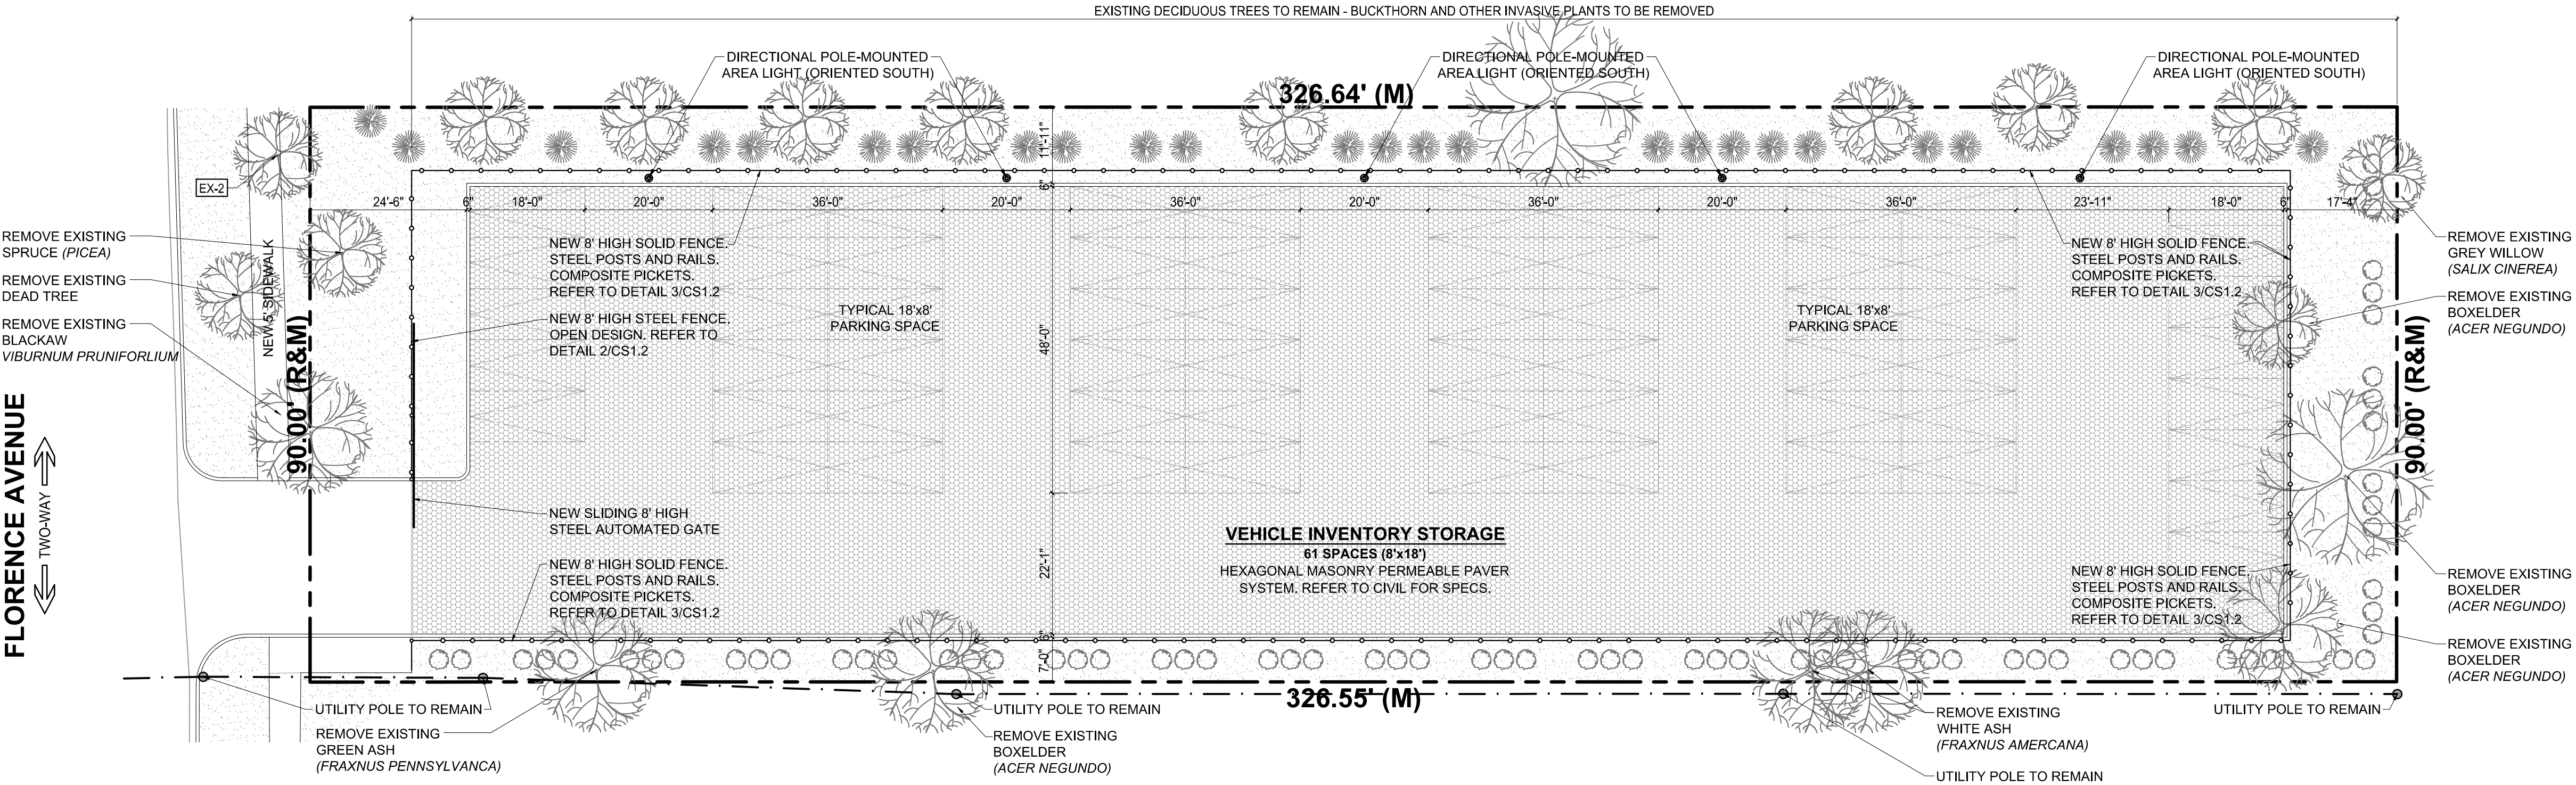 EXISTING DECIDUOUS TREES TO REMAIN - BUCKTHORN AND OTHER INVASIVE PLANTS TO BE REMOVED
DIRECTIONAL POLE-MOUNTED
AREA LIGHT (ORIENTED SOUTH)
DIRECTIONAL POLE-MOUNTED
AREA LIGHT (ORIENTED SOUTH)
DIRECTIONAL POLE-MOUNTED
AREA LIGHT (ORIENTED SOUTH)
326.64' (M)
11'-11"
6"
EX-2
24'-6"
6"
18'-0"
20'-0"
36'-0"
20'-0"
36'-0"
20'-0"
36'-0"
20'-0"
36'-0"
23'-11"
18'-0"
6"
17'-4"
REMOVE EXISTING
SPRUCE (PICEA)
REMOVE EXISTING
DEAD TREE
REMOVE EXISTING
BLACKAW
VIBURNUM PRUNIFORLIUM
NEW 5' SIDEWALK
90.00' (R&M)
FLORENCE AVENUE
TWO-WAY
NEW 8' HIGH SOLID FENCE.
STEEL POSTS AND RAILS.
COMPOSITE PICKETS.
REFER TO DETAIL 3/CS1.2
NEW 8' HIGH STEEL FENCE.
OPEN DESIGN. REFER TO
DETAIL 2/CS1.2
TYPICAL 18'x8'
PARKING SPACE
48'-0"
TYPICAL 18'x8'
PARKING SPACE
NEW 8' HIGH SOLID FENCE.
STEEL POSTS AND RAILS.
COMPOSITE PICKETS.
REFER TO DETAIL 3/CS1.2
REMOVE EXISTING
GREY WILLOW
(SALIX CINEREA)
REMOVE EXISTING
BOXELDER
(ACER NEGUNDO)
90.00' (R&M)
NEW SLIDING 8' HIGH
STEEL AUTOMATED GATE
NEW 8' HIGH SOLID FENCE.
STEEL POSTS AND RAILS.
COMPOSITE PICKETS.
REFER TO DETAIL 3/CS1.2
22'-1"
6"
7'-0"
VEHICLE INVENTORY STORAGE
61 SPACES (8'x18')
HEXAGONAL MASONRY PERMEABLE PAVER
SYSTEM. REFER TO CIVIL FOR SPECS.
NEW 8' HIGH SOLID FENCE.
STEEL POSTS AND RAILS.
COMPOSITE PICKETS.
REFER TO DETAIL 3/CS1.2
REMOVE EXISTING
BOXELDER
(ACER NEGUNDO)
REMOVE EXISTING
BOXELDER
(ACER NEGUNDO)
326.55' (M)
UTILITY POLE TO REMAIN
REMOVE EXISTING
GREEN ASH
(FRAXNUS PENNSYLVANCA)
UTILITY POLE TO REMAIN
REMOVE EXISTING
BOXELDER
(ACER NEGUNDO)
REMOVE EXISTING
WHITE ASH
(FRAXNUS AMERCANA)
UTILITY POLE TO REMAIN
UTILITY POLE TO REMAIN